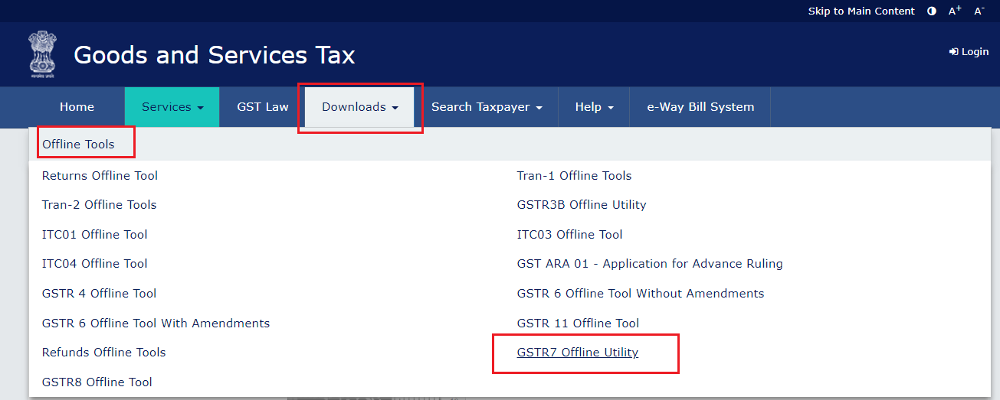 Skip to Main Content A+ A-
Goods and Services Tax
Login
Home Services GST Law Downloads Search Taxpayer Help e-Way Bill System
Offline Tools
Returns Offline Tool Tran-1 Offline Tools
Tran-2 Offline Tools GSTR3B Offline Utility
ITC01 Offline Tool ITC03 Offline Tool
ITC04 Offline Tool GST ARA 01 - Application for Advance Ruling
GSTR 4 Offline Tool GSTR 6 Offline Tool Without Amendments
GSTR 6 Offline Tool With Amendments GSTR 11 Offline Tool
Refunds Offline Tools GSTR7 Offline Utility
GSTR8 Offline Tool